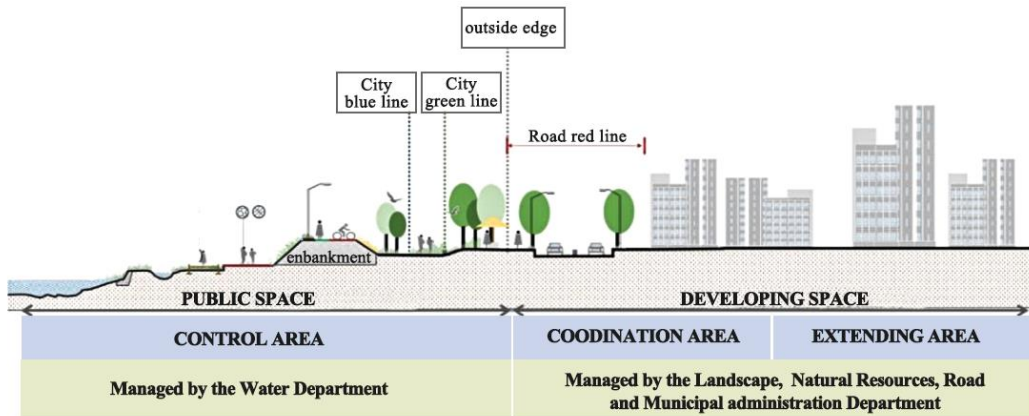 outside edge
City
blue line
City
green line
Road red line
enbankment
PUBLIC SPACE
DEVELOPING SPACE
CONTROL AREA
COODINATION AREA
EXTENDING AREA
Managed by the Water Department
Managed by the Landscape, Natural Resources, Road
and Municipal administration Department